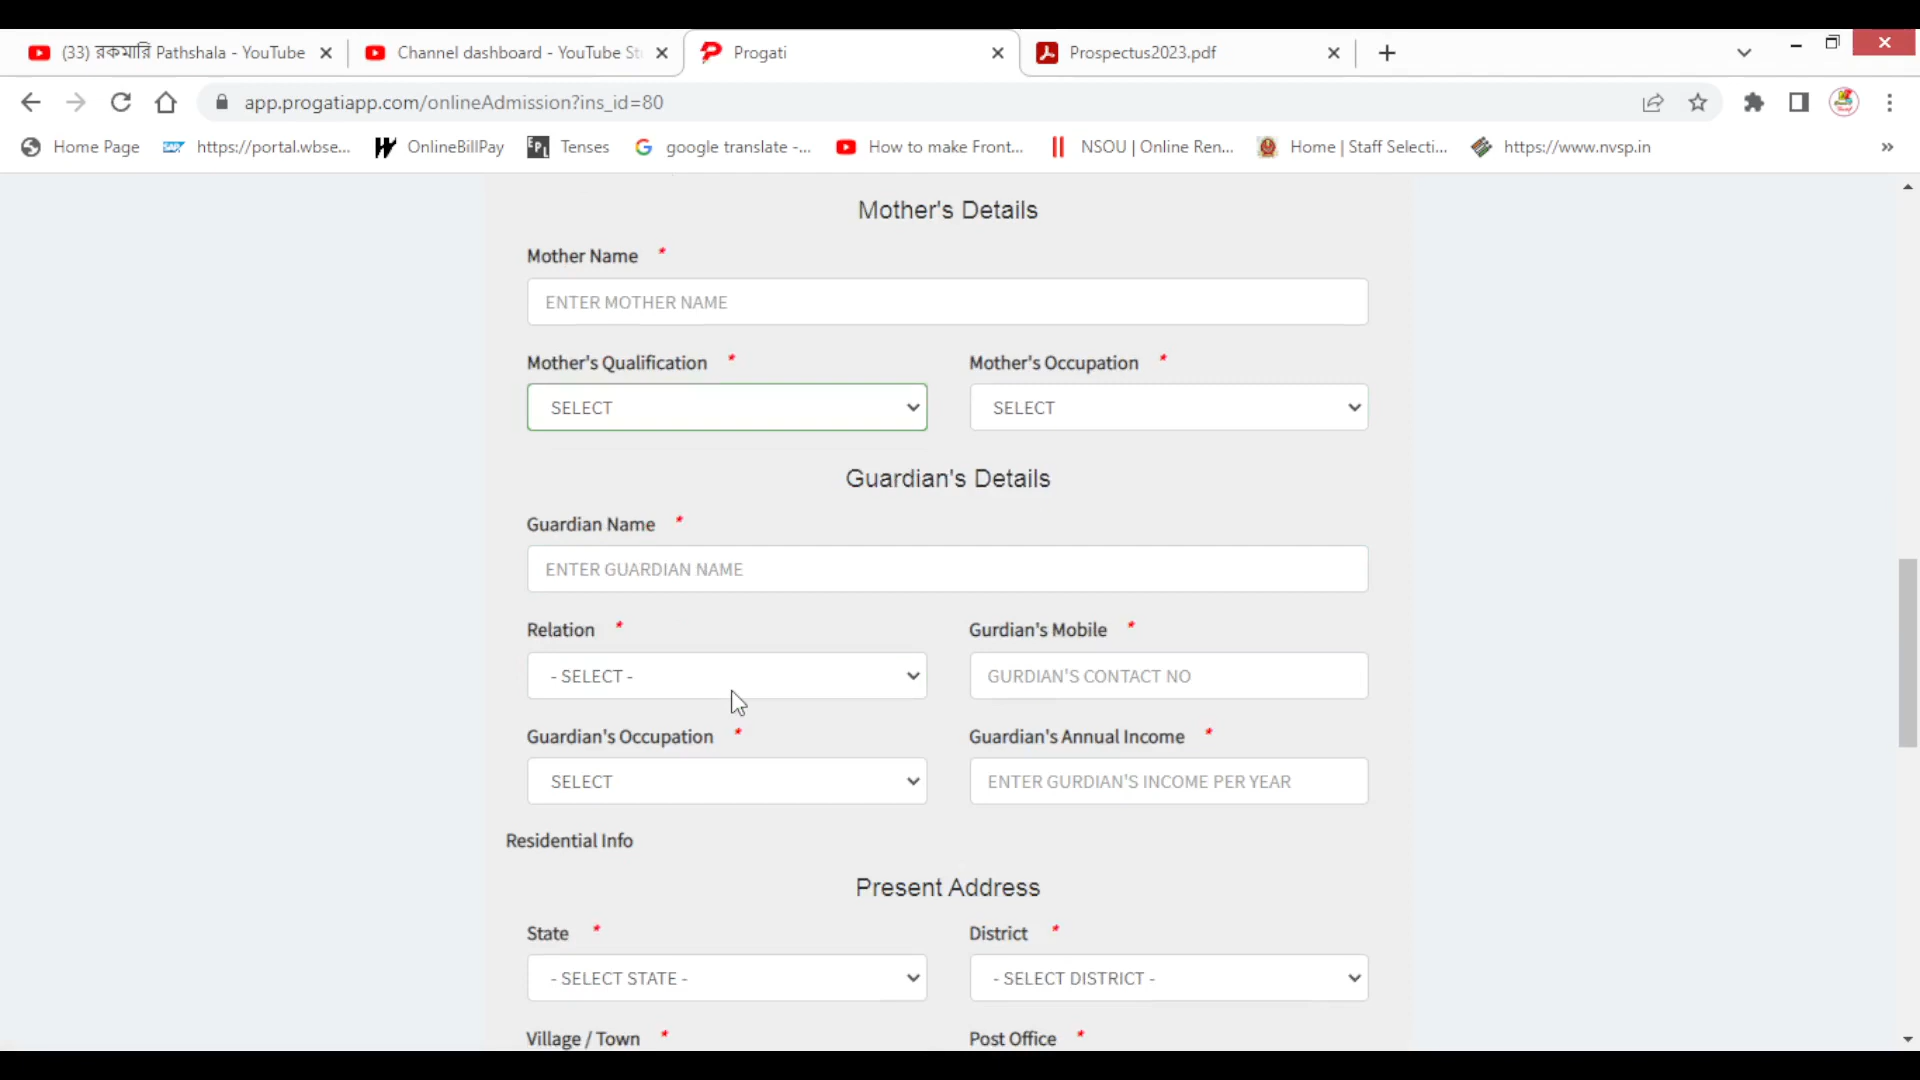 (33) রকমারি Pathshala - YouTube
Channel dashboard - YouTube St
Progati
Prospectus2023.pdf
app.progatiapp.com/onlineAdmission?ins_id=80
Home Page
https://portal.wbse...
OnlineBillPay
Tenses
google translate -...
How to make Front...
NSOU | Online Ren...
Home | Staff Selecti...
https://www.nvsp.in
»
Mother's Details
Mother Name *
ENTER MOTHER NAME
Mother's Qualification *
Mother's Occupation *
SELECT
SELECT
Guardian's Details
Guardian Name *
ENTER GUARDIAN NAME
Relation *
Gurdian's Mobile *
- SELECT -
GURDIAN'S CONTACT NO
Guardian's Occupation *
Guardian's Annual Income *
SELECT
ENTER GURDIAN'S INCOME PER YEAR
Residential Info
Present Address
State *
District *
- SELECT STATE -
- SELECT DISTRICT -
Village / Town *
Post Office *